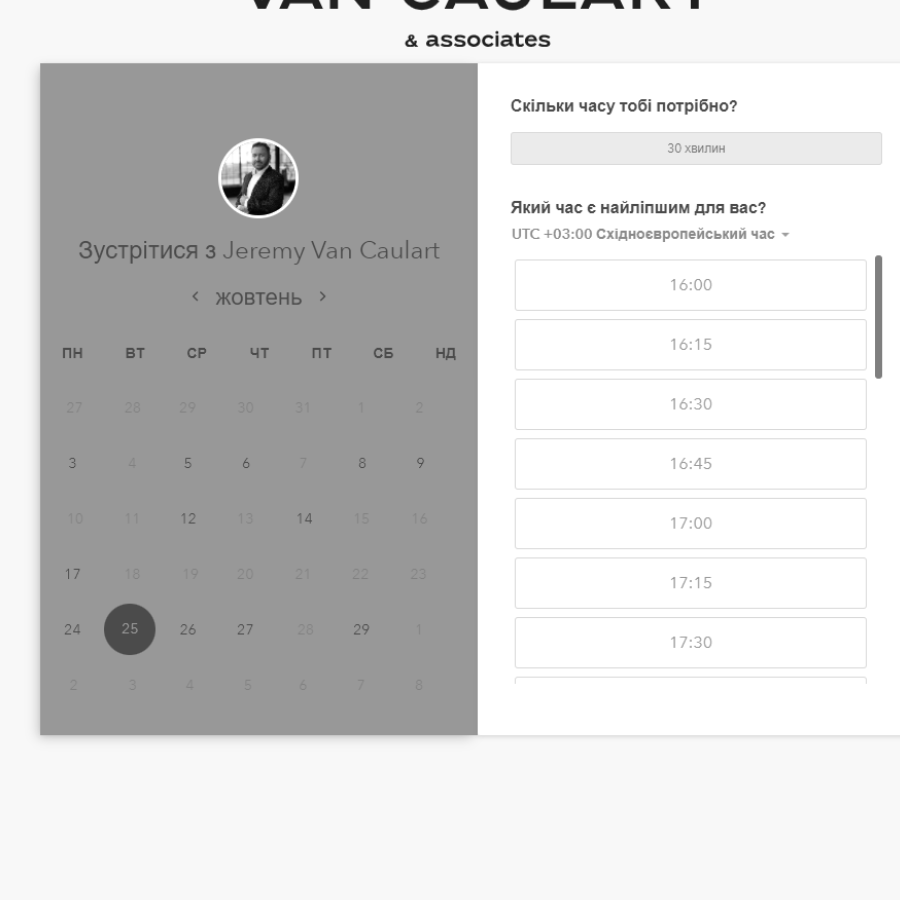 VAN CAULART
& associates
Зустрітися з Jeremy Van Caulart
жовтень
ПН ВТ СР ЧТ ПТ СБ НД
27 28 29 30 31 1 2
3 4 5 6 7 8 9
10 11 12 13 14 15 16
17 18 19 20 21 22 23
24 25 26 27 28 29 1
2 3 4 5 6 7 8
Скільки часу тобі потрібно?
30 хвилин
Який час є найліпшим для вас?
UTC +03:00 Східноєвропейський час
16:00
16:15
16:30
16:45
17:00
17:15
17:30